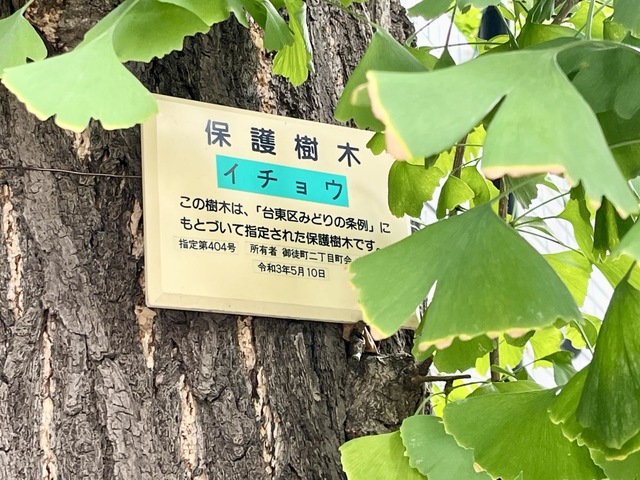 保護樹木
イチョウ
この樹木は、「台東区みどりの条例」に
もとづいて指定された保護樹木です。
指定第404号 所有者 御徒町二丁目町会
令和3年5月10日